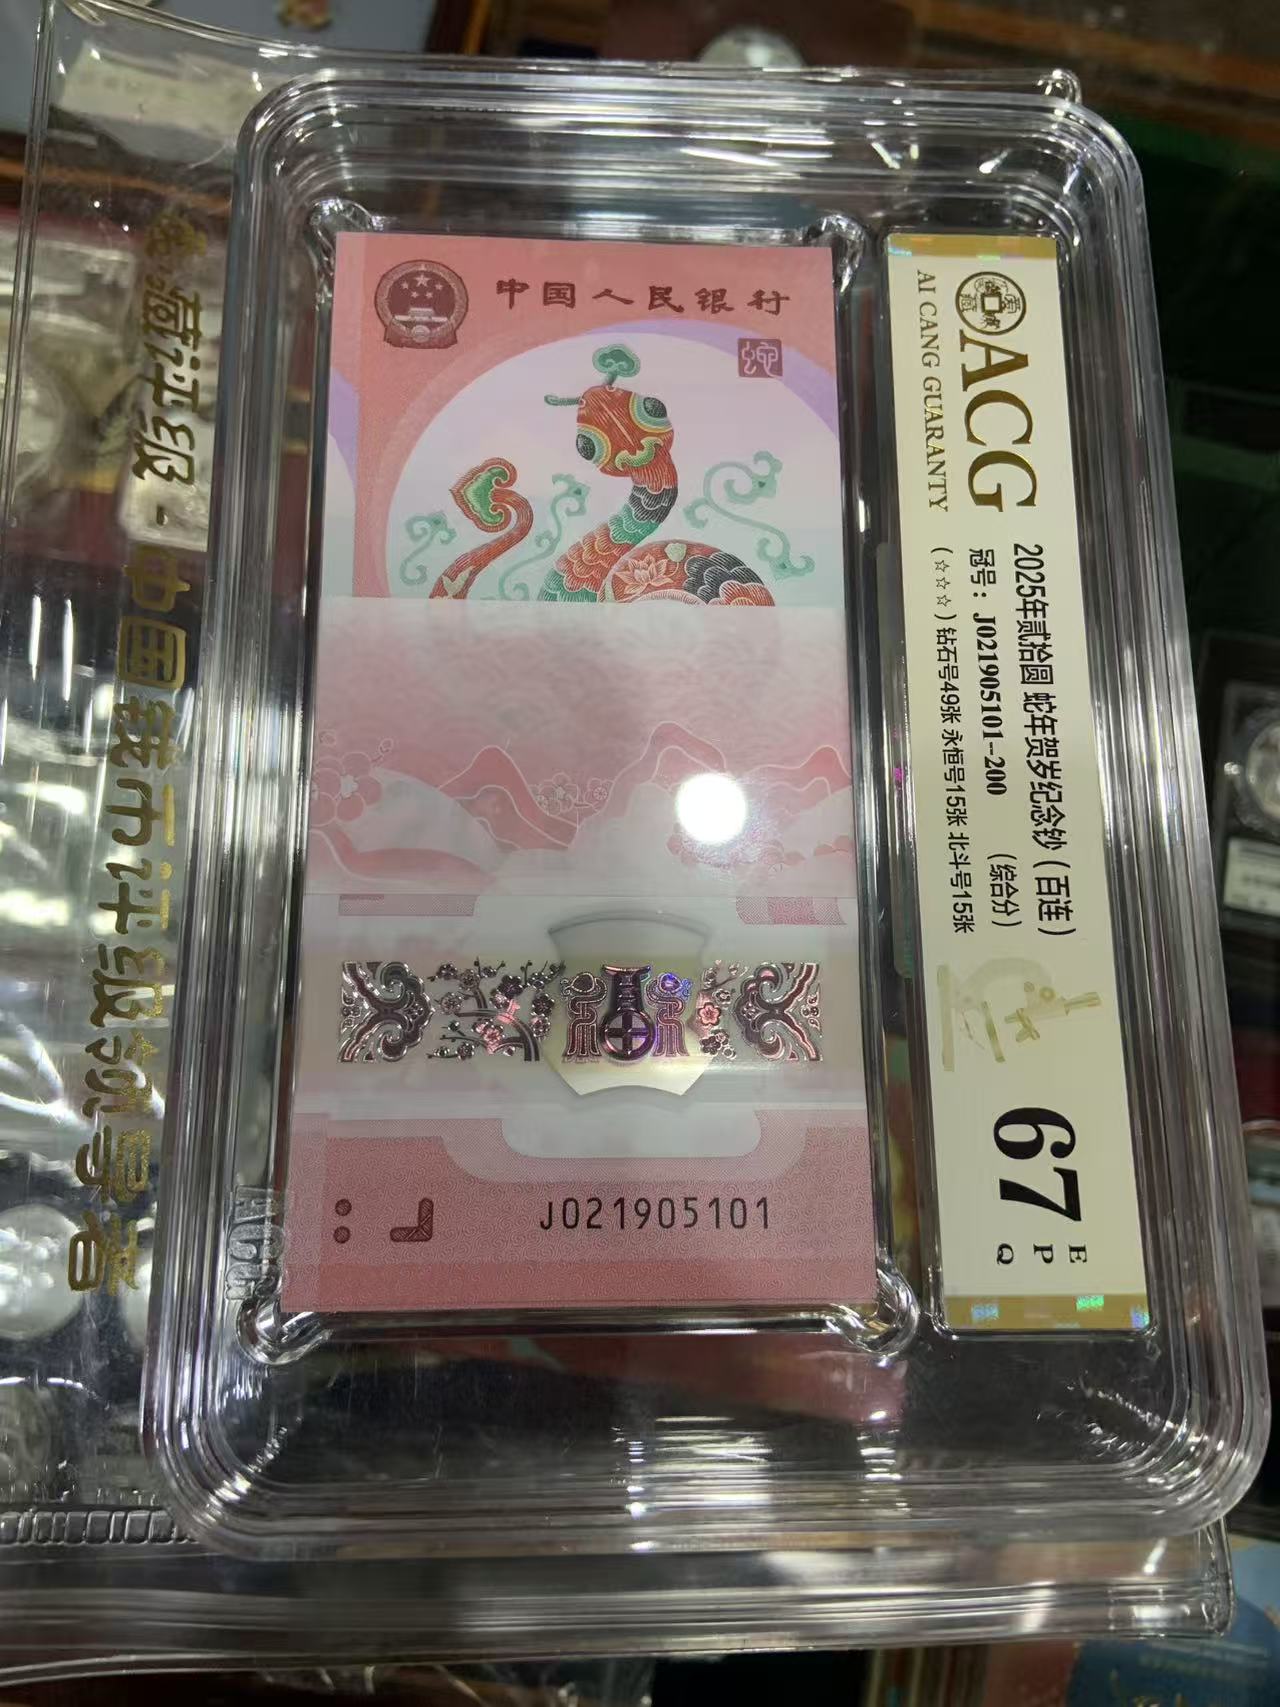 中国人民银行
J021905101
爱藏评级-中国钱币评级领导者
ACG
AI CANG GUARANTY
2025年贰拾圆 蛇年贺岁纪念钞（百连）
冠号：J021905101--200 （综合分）
（☆☆☆）钻石号49张 永恒号15张 北斗号15张
67
E
P
Q